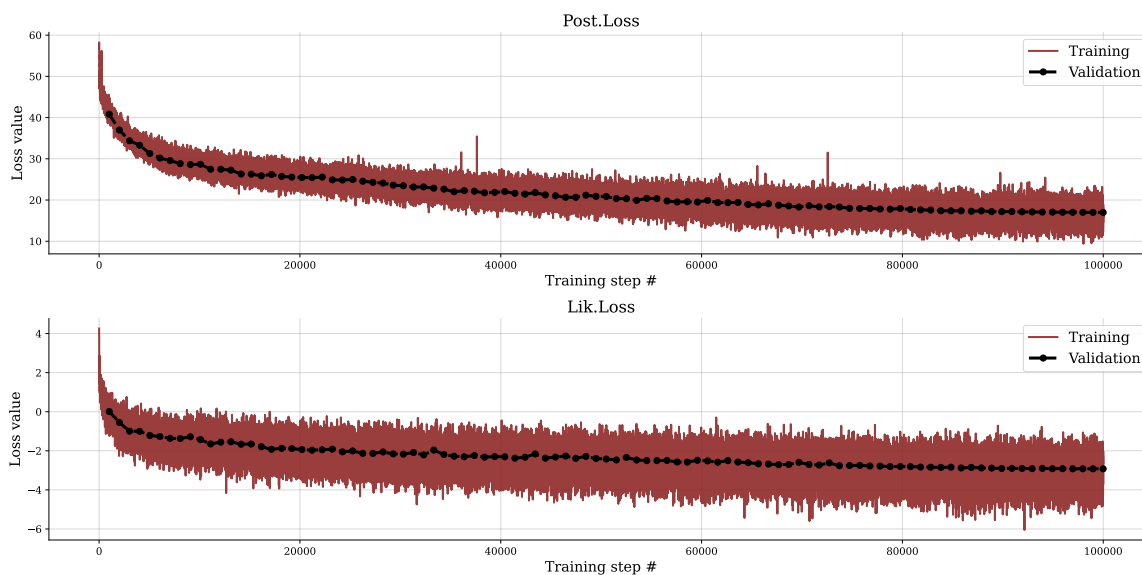 Post.Loss
60
50
40
30
20
10
Loss value
Training
Validation
0 20000 40000 60000 80000 100000
Training step #
Lik.Loss
4
2
0
−2
−4
−6
Loss value
Training
Validation
0 20000 40000 60000 80000 100000
Training step #